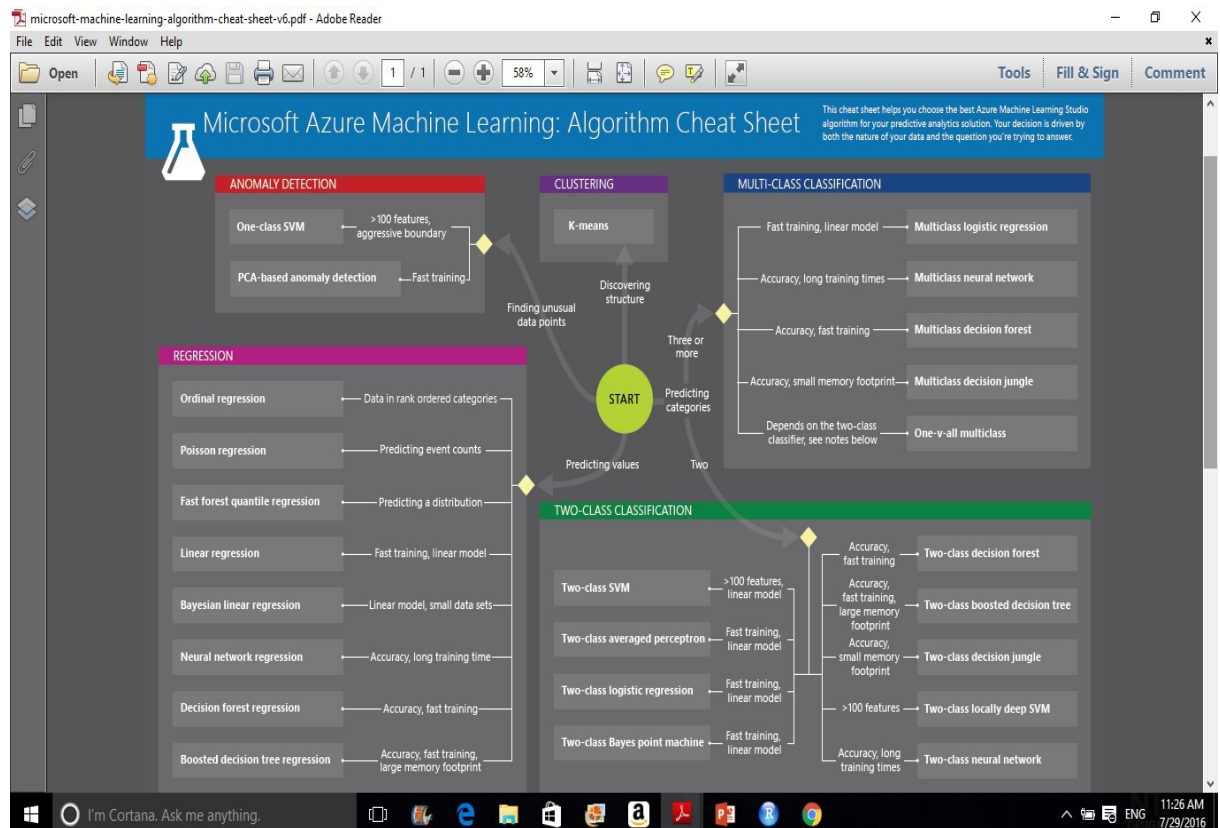 microsoft-machine-learning-algorithm-cheat-sheet-v6.pdf - Adobe Reader
File Edit View Window Help
Open 1 / 1 58% Tools Fill & Sign Comment
Microsoft Azure Machine Learning: Algorithm Cheat Sheet
This cheat sheet helps you choose the best Azure Machine Learning Studio
algorithm for your predictive analytics solution. Your decision is driven by
both the nature of your data and the question you're trying to answer.
ANOMALY DETECTION
One-class SVM
>100 features,
aggressive boundary
PCA-based anomaly detection
Fast training
CLUSTERING
K-means
MULTI-CLASS CLASSIFICATION
Fast training, linear model
Multiclass logistic regression
Accuracy, long training times
Multiclass neural network
Accuracy, fast training
Multiclass decision forest
Accuracy, small memory footprint
Multiclass decision jungle
Depends on the two-class
classifier, see notes below
One-v-all multiclass
Finding unusual
data points
Discovering
structure
Three or
more
START
Predicting
categories
Predicting values
Two
REGRESSION
Ordinal regression
Data in rank ordered categories
Poisson regression
Predicting event counts
Fast forest quantile regression
Predicting a distribution
Linear regression
Fast training, linear model
Bayesian linear regression
Linear model, small data sets
Neural network regression
Accuracy, long training time
Decision forest regression
Accuracy, fast training
Boosted decision tree regression
Accuracy, fast training,
large memory footprint
TWO-CLASS CLASSIFICATION
Two-class SVM
>100 features,
linear model
Two-class averaged perceptron
Fast training,
linear model
Two-class logistic regression
Fast training,
linear model
Two-class Bayes point machine
Fast training,
linear model
Accuracy,
fast training
Two-class decision forest
Accuracy,
fast training,
large memory
footprint
Two-class boosted decision tree
Accuracy,
small memory
footprint
Two-class decision jungle
>100 features
Two-class locally deep SVM
Accuracy, long
training times
Two-class neural network
I'm Cortana. Ask me anything.
ENG
11:26 AM
7/29/2016